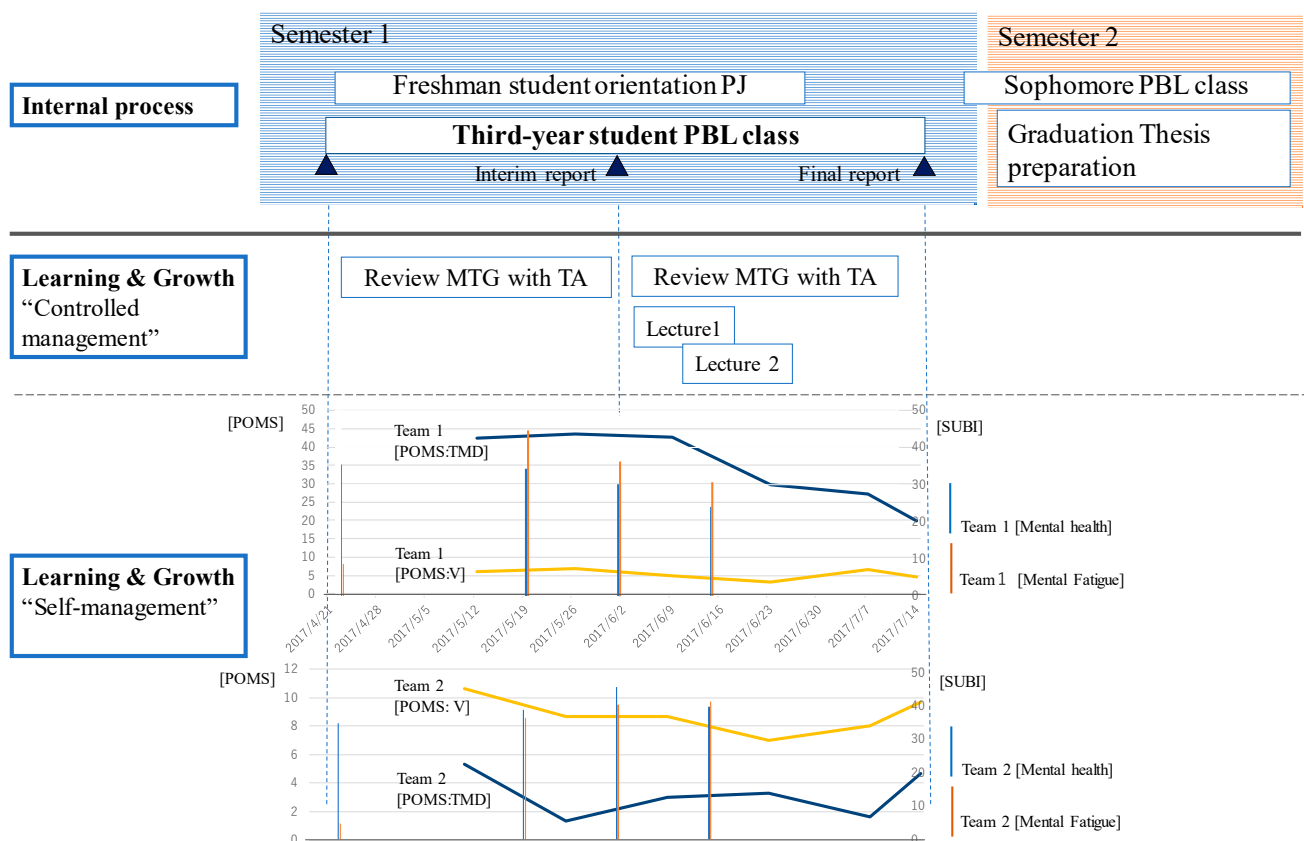 Semester 1
Semester 2
Internal process
Freshman student orientation PJ
Sophomore PBL class
Third-year student PBL class
Graduation Thesis
preparation
Interim report
Final report
Learning & Growth
“Controlled
management”
Review MTG with TA
Review MTG with TA
Lecture1
Lecture 2
[POMS]
[SUBI]
50
45
40
35
30
25
20
15
10
5
0
50
40
30
20
10
0
Team 1
[POMS:TMD]
Team 1
[POMS:V]
Team 1 [Mental health]
Team 1 [Mental Fatigue]
2017/4/21
2017/4/28
2017/5/5
2017/5/12
2017/5/19
2017/5/26
2017/6/2
2017/6/9
2017/6/16
2017/6/23
2017/6/30
2017/7/7
2017/7/14
Learning & Growth
“Self-management”
[POMS]
[SUBI]
12
10
8
6
4
2
0
50
40
30
20
10
0
Team 2
[POMS: V]
Team 2
[POMS:TMD]
Team 2 [Mental health]
Team 2 [Mental Fatigue]